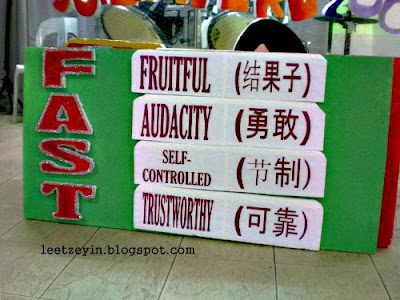 FAST
FRUITFUL (结果子)
AUDACITY (勇敢)
SELF-
CONTROLLED (节制)
TRUSTWORTHY (可靠)
leetzeyin.blogspot.com